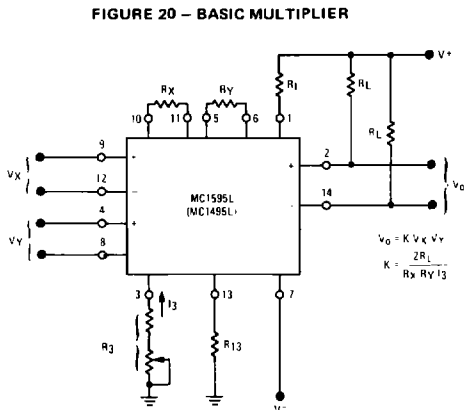 FIGURE 20 – BASIC MULTIPLIER
V+
RX
RY
R1
RL
RL
10
11
5
6
1
9
+
2
+
VX
12
−
MC1595L
(MC1495L)
14
-
Vo
4
+
VY
8
−
Vo = K VX VY
K = 2RL
RX RY I3
3
I3
13
7
R3
R13
V−